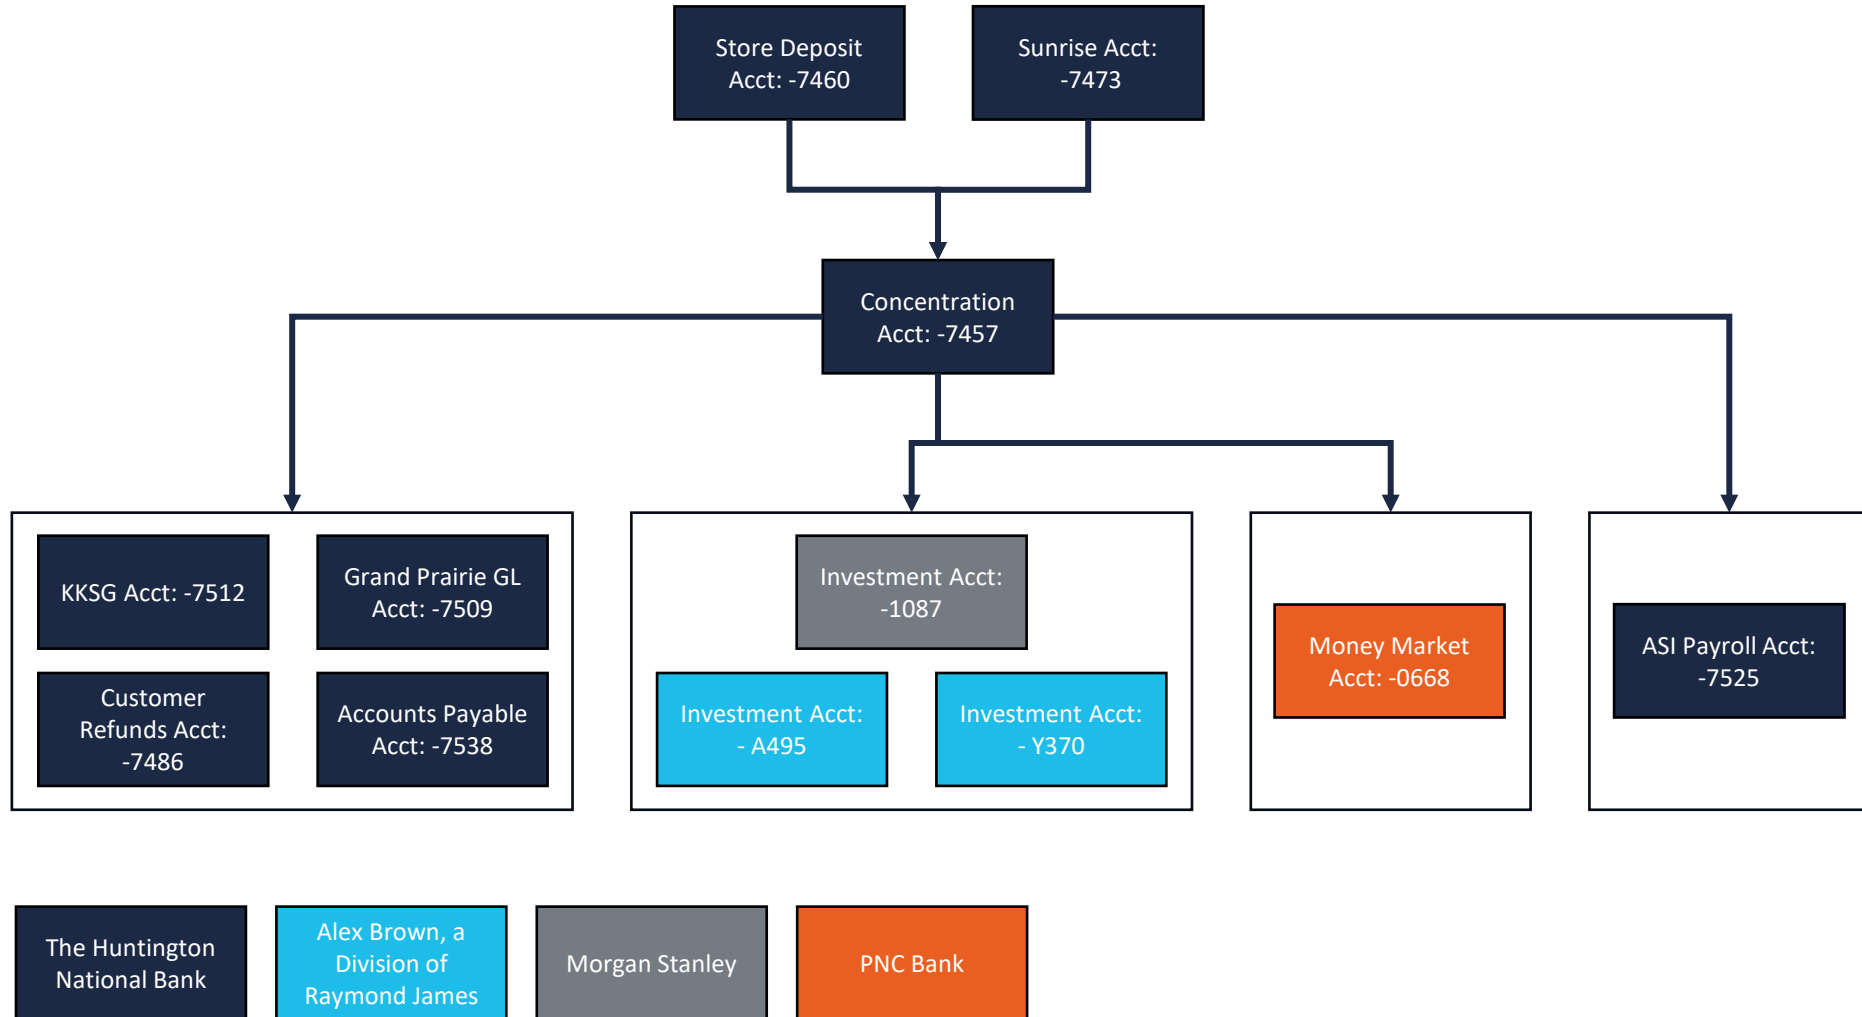 Store Deposit
Acct: -7460
Sunrise Acct:
-7473
Concentration
Acct: -7457
KKSG Acct: -7512
Grand Prairie GL
Acct: -7509
Customer
Refunds Acct:
-7486
Accounts Payable
Acct: -7538
Investment Acct:
-1087
Investment Acct:
- A495
Investment Acct:
- Y370
Money Market
Acct: -0668
ASI Payroll Acct:
-7525
The Huntington
National Bank
Alex Brown, a
Division of
Raymond James
Morgan Stanley
PNC Bank